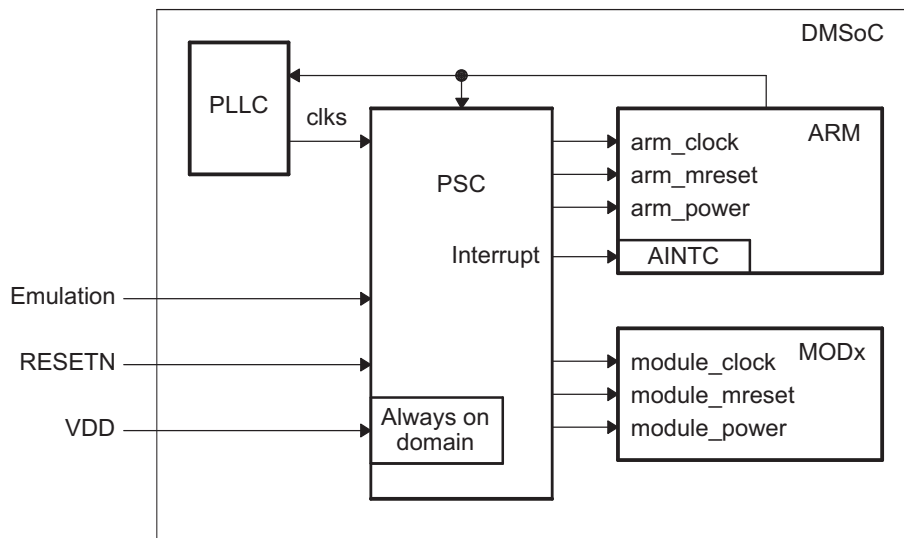 DMSoC
PLLC
clks
PSC
ARM
arm_clock
arm_mreset
arm_power
Interrupt
AINTC
Emulation
RESETN
VDD
Always on
domain
MODx
module_clock
module_mreset
module_power